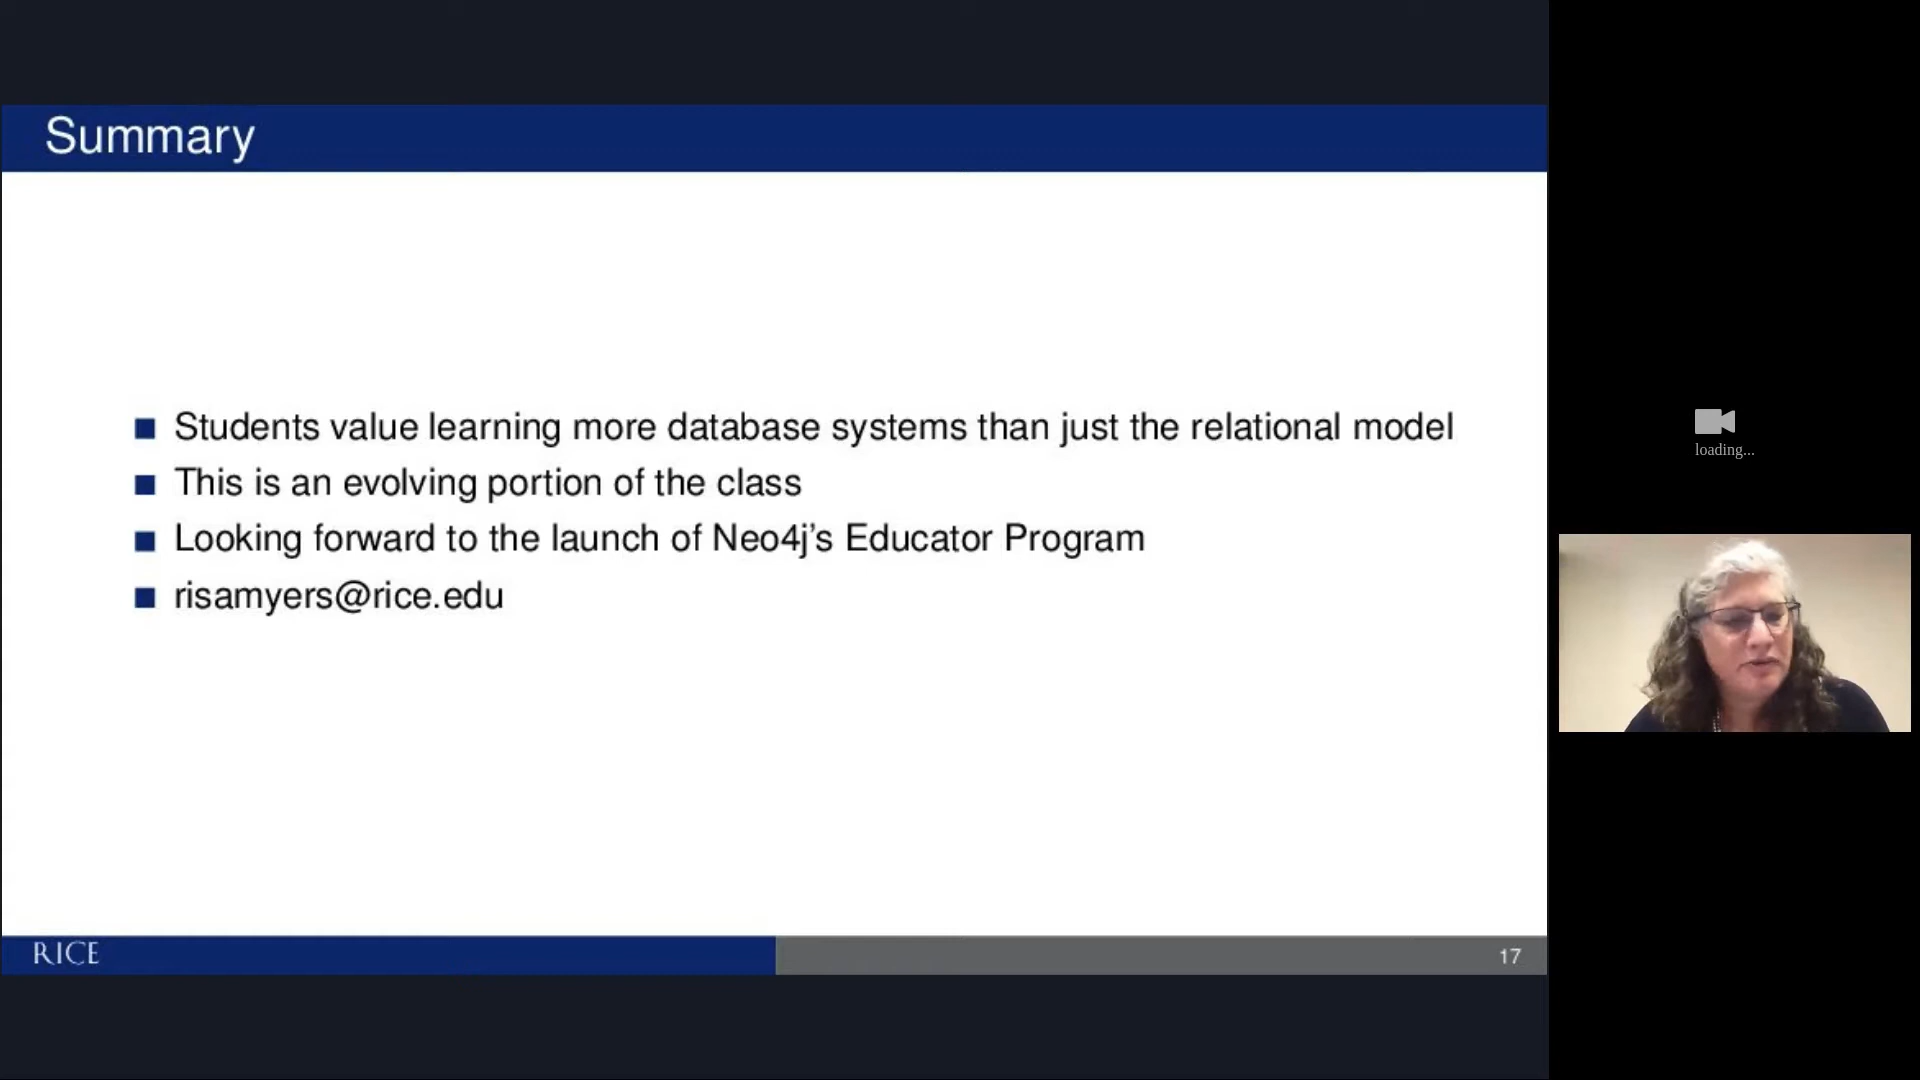 Summary
Students value learning more database systems than just the relational model
This is an evolving portion of the class
Looking forward to the launch of Neo4j’s Educator Program
risamyers@rice.edu
RICE
17
loading...